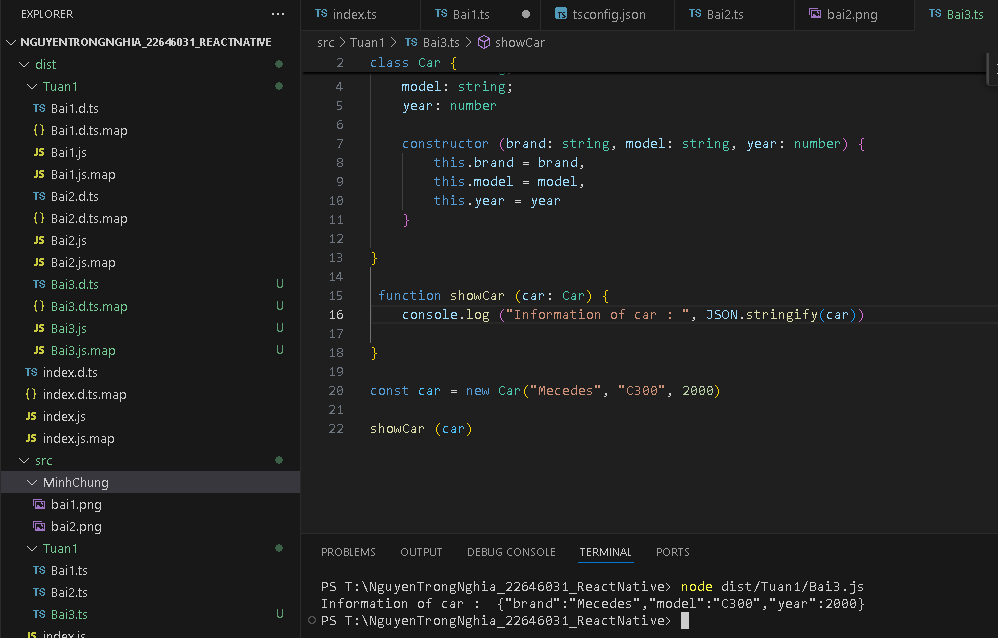 EXPLORER
···
NGUYENTRONGNGHIA_22646031_REACTNATIVE
dist
Tuan1
TS Bai1.d.ts
{} Bai1.d.ts.map
JS Bai1.js
JS Bai1.js.map
TS Bai2.d.ts
{} Bai2.d.ts.map
JS Bai2.js
JS Bai2.js.map
TS Bai3.d.ts U
{} Bai3.d.ts.map U
JS Bai3.js U
JS Bai3.js.map U
TS index.d.ts
{} index.d.ts.map
JS index.js
JS index.js.map
src
MinhChung
bai1.png
bai2.png
Tuan1
TS Bai1.ts
TS Bai2.ts
TS Bai3.ts U
JS index.js
TS index.ts TS Bai1.ts TS tsconfig.json TS Bai2.ts bai2.png TS Bai3.ts
src > Tuan1 > TS Bai3.ts > showCar
2 class Car {
4 model: string;
5 year: number
6
7 constructor (brand: string, model: string, year: number) {
8 this.brand = brand,
9 this.model = model,
10 this.year = year
11 }
12
13 }
14
15 function showCar (car: Car) {
16 console.log ("Information of car : ", JSON.stringify(car))
17
18 }
19
20 const car = new Car("Mecedes", "C300", 2000)
21
22 showCar (car)
PROBLEMS OUTPUT DEBUG CONSOLE TERMINAL PORTS
PS T:\NguyenTrongNghia_22646031_ReactNative> node dist/Tuan1/Bai3.js
Information of car :  {"brand":"Mecedes","model":"C300","year":2000}
PS T:\NguyenTrongNghia_22646031_ReactNative>